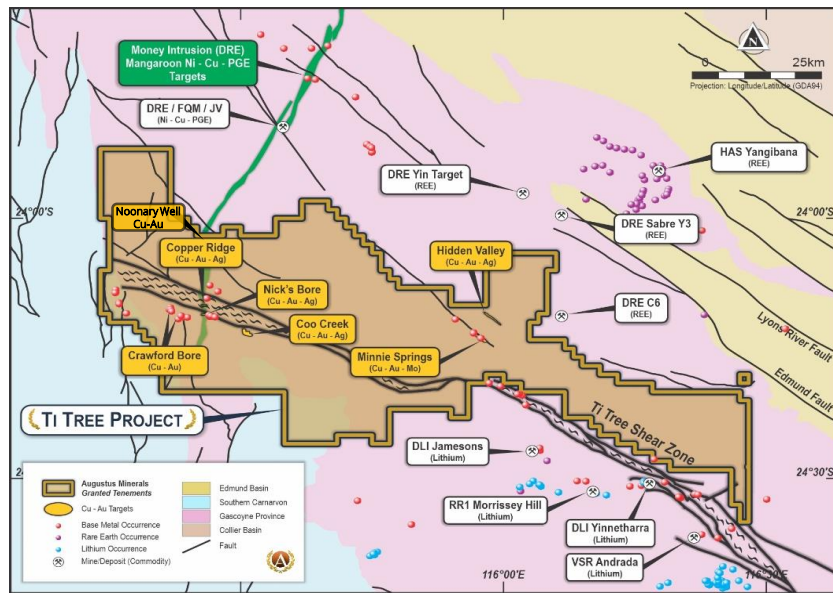 Money Intrusion (DRE)
Mangaroon Ni - Cu - PGE
Targets
N
0 25km
Projection: Longitude/Latitude (GDA94)
DRE / FQM / JV
(Ni - Cu - PGE)
HAS Yangibana
(REE)
DRE Yin Target
(REE)
24°00'S
24°00'S
Noonary Well
Cu-Au
DRE Sabre Y3
(REE)
Copper Ridge
(Cu - Au - Ag)
Hidden Valley
(Cu - Au - Ag)
Nick's Bore
(Cu - Au - Ag)
DRE C6
(REE)
Coo Creek
(Cu - Au - Ag)
Lyons River Fault
Crawford Bore
(Cu - Au)
Minnie Springs
(Cu - Au - Mo)
Edmund Fault
TI TREE PROJECT
Ti Tree Shear Zone
DLI Jamesons
(Lithium)
24
24°30'S
RR1 Morrissey Hill
(Lithium)
DLI Yinnetharra
(Lithium)
VSR Andrada
(Lithium)
116°00'E
116°30'E
Augustus Minerals
Granted Tenements
Cu - Au Targets
Base Metal Occurrence
Rare Earth Occurrence
Lithium Occurrence
Mine/Deposit (Commodity)
Edmund Basin
Southern Carnarvon
Gascoyne Province
Collier Basin
Fault
A